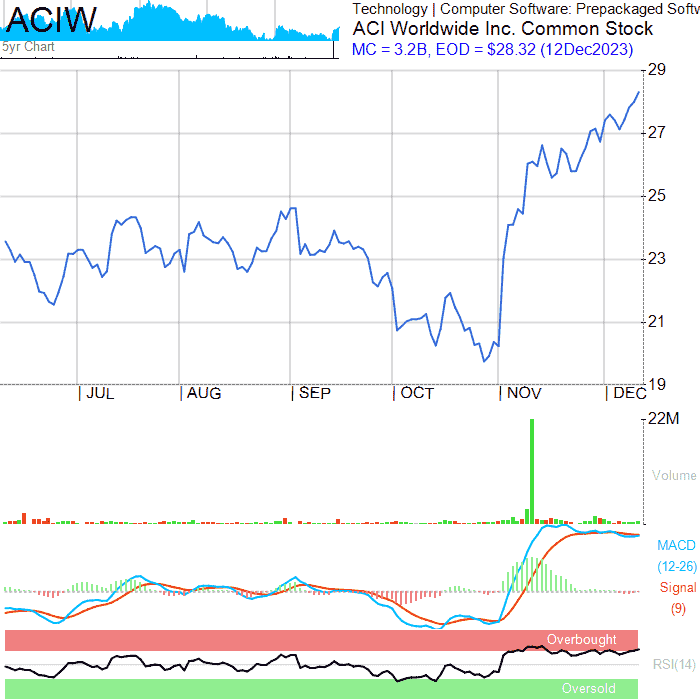 ACIW
5yr Chart
Technology | Computer Software: Prepackaged Softw
ACI Worldwide Inc. Common Stock
MC = 3.2B, EOD = $28.32 (12Dec2023)
29
27
25
23
21
19
| JUL | AUG | SEP | OCT | NOV | DEC
22M
Volume
MACD
(12-26)
Signal
(9)
Overbought
RSI(14)
Oversold